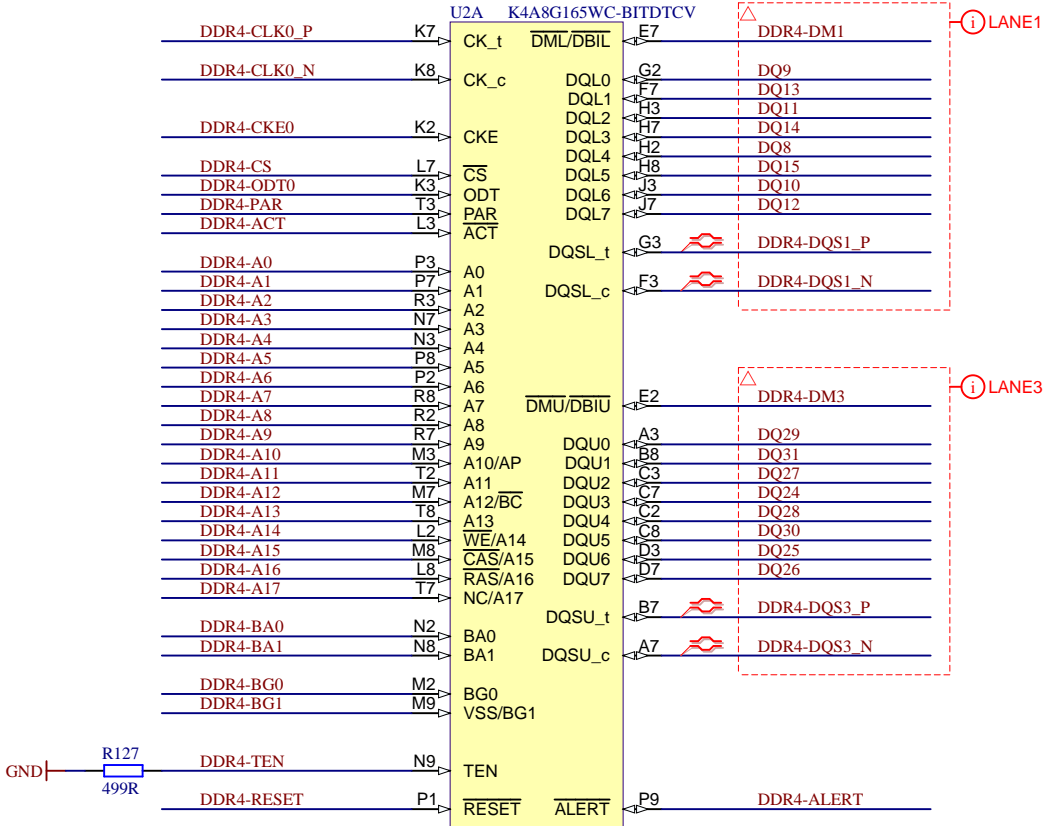 U2A K4A8G165WC-BITDTCV
DDR4-CLK0_P K7 CK_t DML/DBIL E7 DDR4-DM1 i LANE1
DDR4-CLK0_N K8 CK_c DQL0 G2 DQ9
DQL1 F7 DQ13
DQL2 H3 DQ11
DDR4-CKE0 K2 CKE DQL3 H7 DQ14
DQL4 H2 DQ8
DDR4-CS L7 CS DQL5 H8 DQ15
DDR4-ODT0 K3 ODT DQL6 J3 DQ10
DDR4-PAR T3 PAR DQL7 J7 DQ12
DDR4-ACT L3 ACT
DQSL_t G3 DDR4-DQS1_P
DDR4-A0 P3 A0
DDR4-A1 P7 A1 DQSL_c F3 DDR4-DQS1_N
DDR4-A2 R3 A2
DDR4-A3 N7 A3
DDR4-A4 N3 A4
DDR4-A5 P8 A5
DDR4-A6 P2 A6 i LANE3
DDR4-A7 R8 A7 DMU/DBIU E2 DDR4-DM3
DDR4-A8 R2 A8
DDR4-A9 R7 A9 DQU0 A3 DQ29
DDR4-A10 M3 A10/AP DQU1 B8 DQ31
DDR4-A11 T2 A11 DQU2 C3 DQ27
DDR4-A12 M7 A12/BC DQU3 C7 DQ24
DDR4-A13 T8 A13 DQU4 C2 DQ28
DDR4-A14 L2 WE/A14 DQU5 C8 DQ30
DDR4-A15 M8 CAS/A15 DQU6 D3 DQ25
DDR4-A16 L8 RAS/A16 DQU7 D7 DQ26
DDR4-A17 T7 NC/A17
DQSU_t B7 DDR4-DQS3_P
DDR4-BA0 N2 BA0
DDR4-BA1 N8 BA1 DQSU_c A7 DDR4-DQS3_N
DDR4-BG0 M2 BG0
DDR4-BG1 M9 VSS/BG1
R127
GND DDR4-TEN N9 TEN
499R
DDR4-RESET P1 RESET ALERT P9 DDR4-ALERT